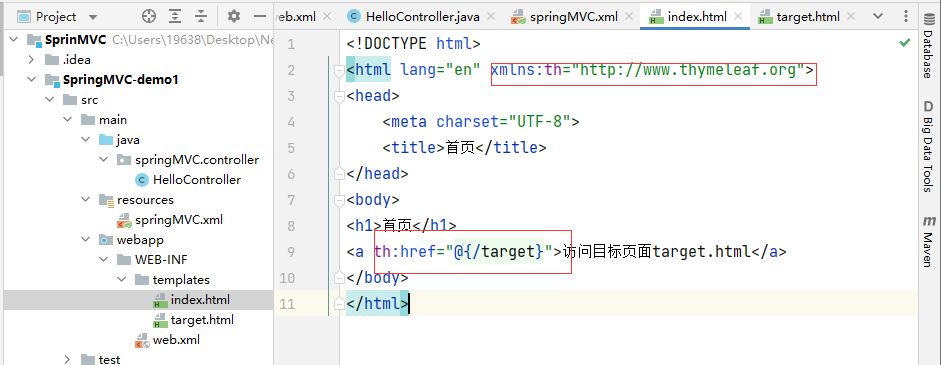 Project
eb.xml
HelloController.java
springMVC.xml
index.html
target.html
SprinMVC C:\Users\19638\Desktop\Ne
.idea
SpringMVC-demo1
src
main
java
springMVC.controller
HelloController
resources
springMVC.xml
webapp
WEB-INF
templates
index.html
target.html
web.xml
test
1 <!DOCTYPE html>
2 <html lang="en" xmlns:th="http://www.thymeleaf.org">
3 <head>
4 <meta charset="UTF-8">
5 <title>首页</title>
6 </head>
7 <body>
8 <h1>首页</h1>
9 <a th:href="@{/target}">访问目标页面target.html</a>
10 </body>
11 </html>
Database
D Big Data Tools
m Maven